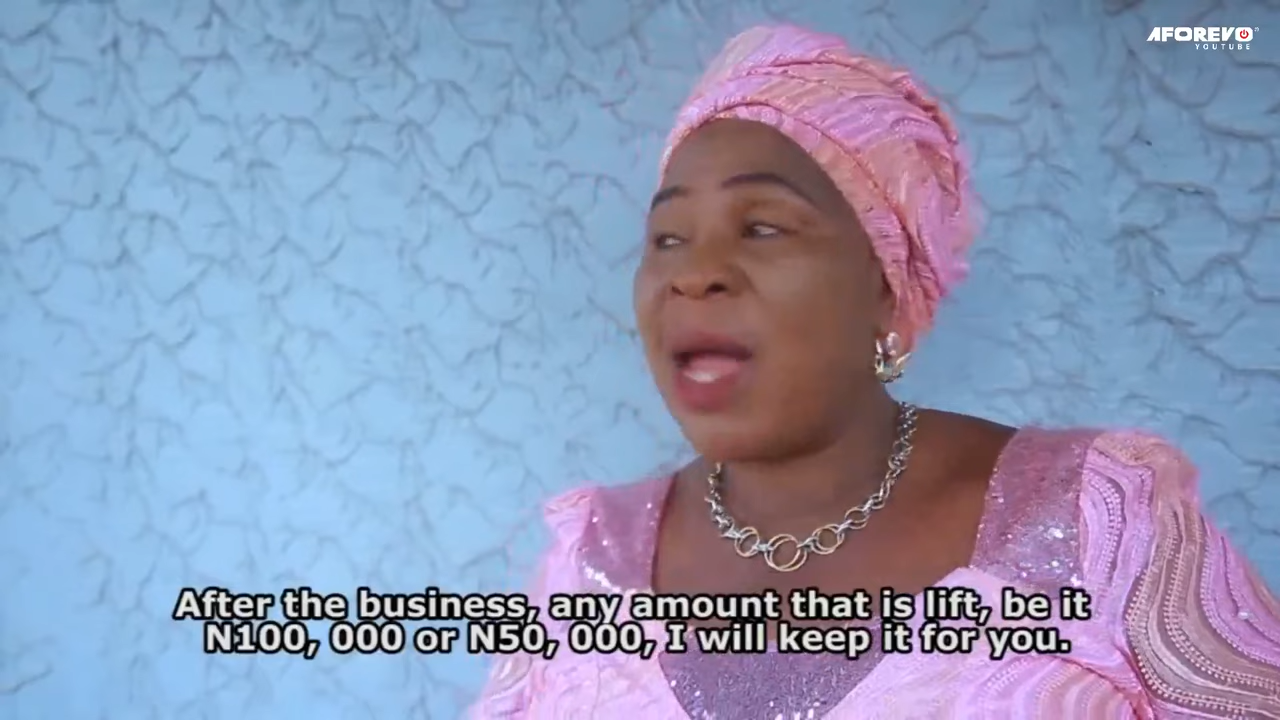 AFOREVO
YOUTUBE
After the business, any amount that is lift, be it
N100, 000 or N50, 000, I will keep it for you.